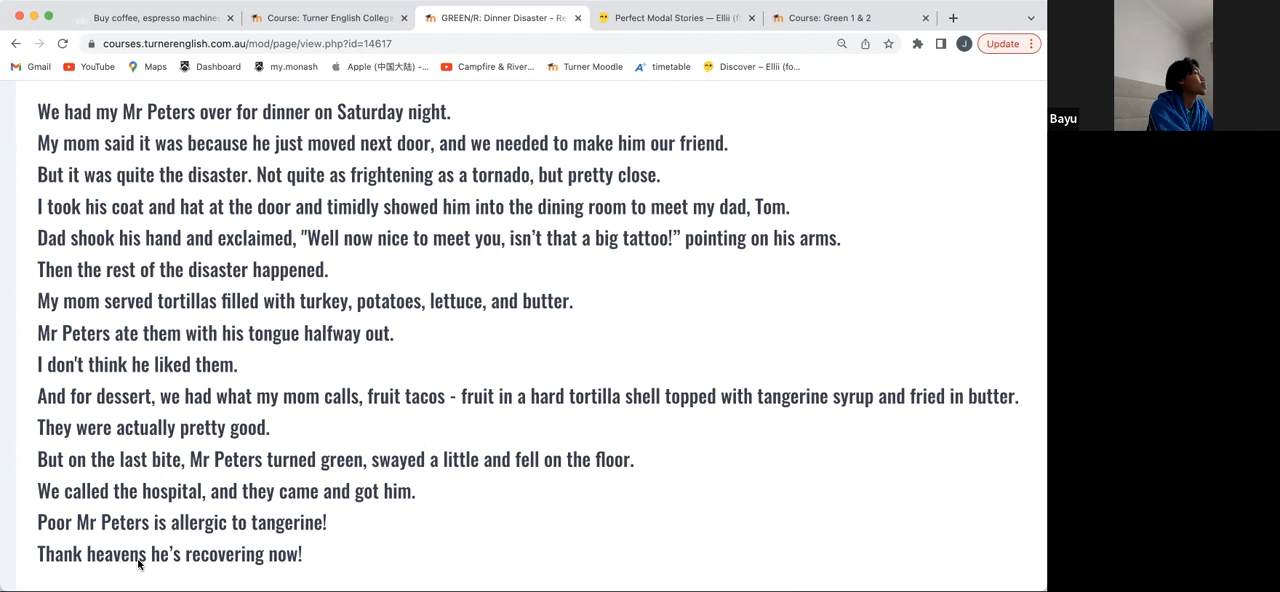 Buy coffee, espresso machine
Course: Turner English College
GREEN/R: Dinner Disaster - Re
Perfect Modal Stories — Ellii (f
Course: Green 1 & 2
courses.turnerenglish.com.au/mod/page/view.php?id=14617
J
Update
Gmail
YouTube
Maps
Dashboard
my.monash
Apple (中国大陆) -...
Campfire & River...
Turner Moodle
timetable
Discover – Ellii (fo...
Bayu
We had my Mr Peters over for dinner on Saturday night.
My mom said it was because he just moved next door, and we needed to make him our friend.
But it was quite the disaster. Not quite as frightening as a tornado, but pretty close.
I took his coat and hat at the door and timidly showed him into the dining room to meet my dad, Tom.
Dad shook his hand and exclaimed, "Well now nice to meet you, isn’t that a big tattoo!” pointing on his arms.
Then the rest of the disaster happened.
My mom served tortillas filled with turkey, potatoes, lettuce, and butter.
Mr Peters ate them with his tongue halfway out.
I don't think he liked them.
And for dessert, we had what my mom calls, fruit tacos - fruit in a hard tortilla shell topped with tangerine syrup and fried in butter.
They were actually pretty good.
But on the last bite, Mr Peters turned green, swayed a little and fell on the floor.
We called the hospital, and they came and got him.
Poor Mr Peters is allergic to tangerine!
Thank heavens he’s recovering now!